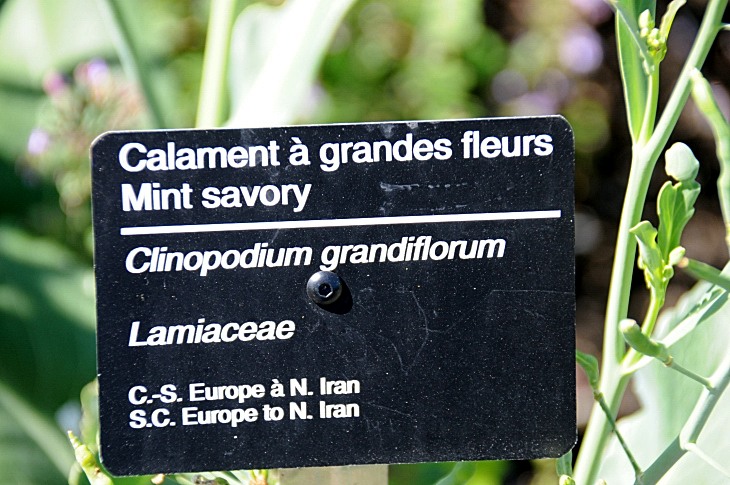 Calament à grandes fleurs
Mint savory
Clinopodium grandiflorum
Lamiaceae
C.-S. Europe à N. Iran
S.C. Europe to N. Iran